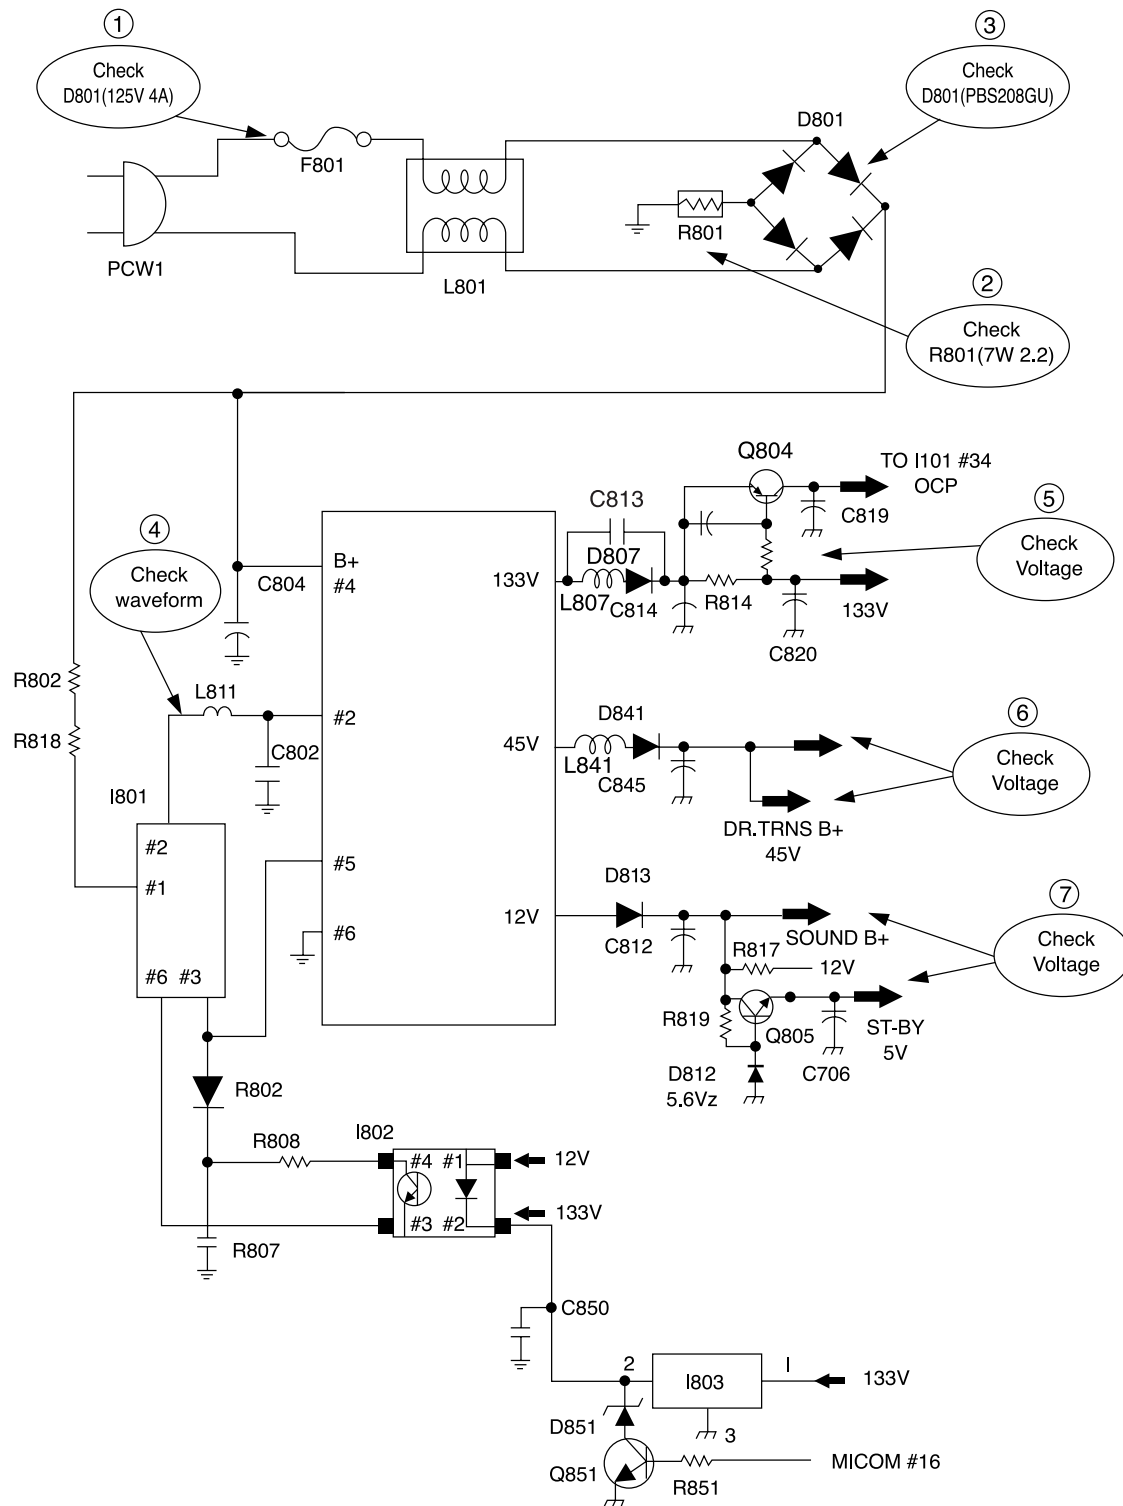 1
Check
D801(125V 4A)
3
Check
D801(PBS208GU)
D801
F801
R801
PCW1
L801
2
Check
R801(7W 2.2)
Q804
TO I101 #34
OCP
C819
5
Check
Voltage
C813
D807
133V
L807
C814
R814
133V
C820
4
Check
waveform
C804
B+
#4
R802
R818
L811
#2
C802
D841
45V
L841
C845
DR.TRNS B+
45V
6
Check
Voltage
I801
#2
#1
#6 #3
#5
#6
D813
12V
C812
SOUND B+
R817
12V
R819
Q805
ST-BY
5V
D812
5.6Vz
C706
7
Check
Voltage
R802
R808
I802
#4 #1
12V
#3 #2
133V
R807
C850
2
I803
I
133V
3
D851
Q851
R851
MICOM #16